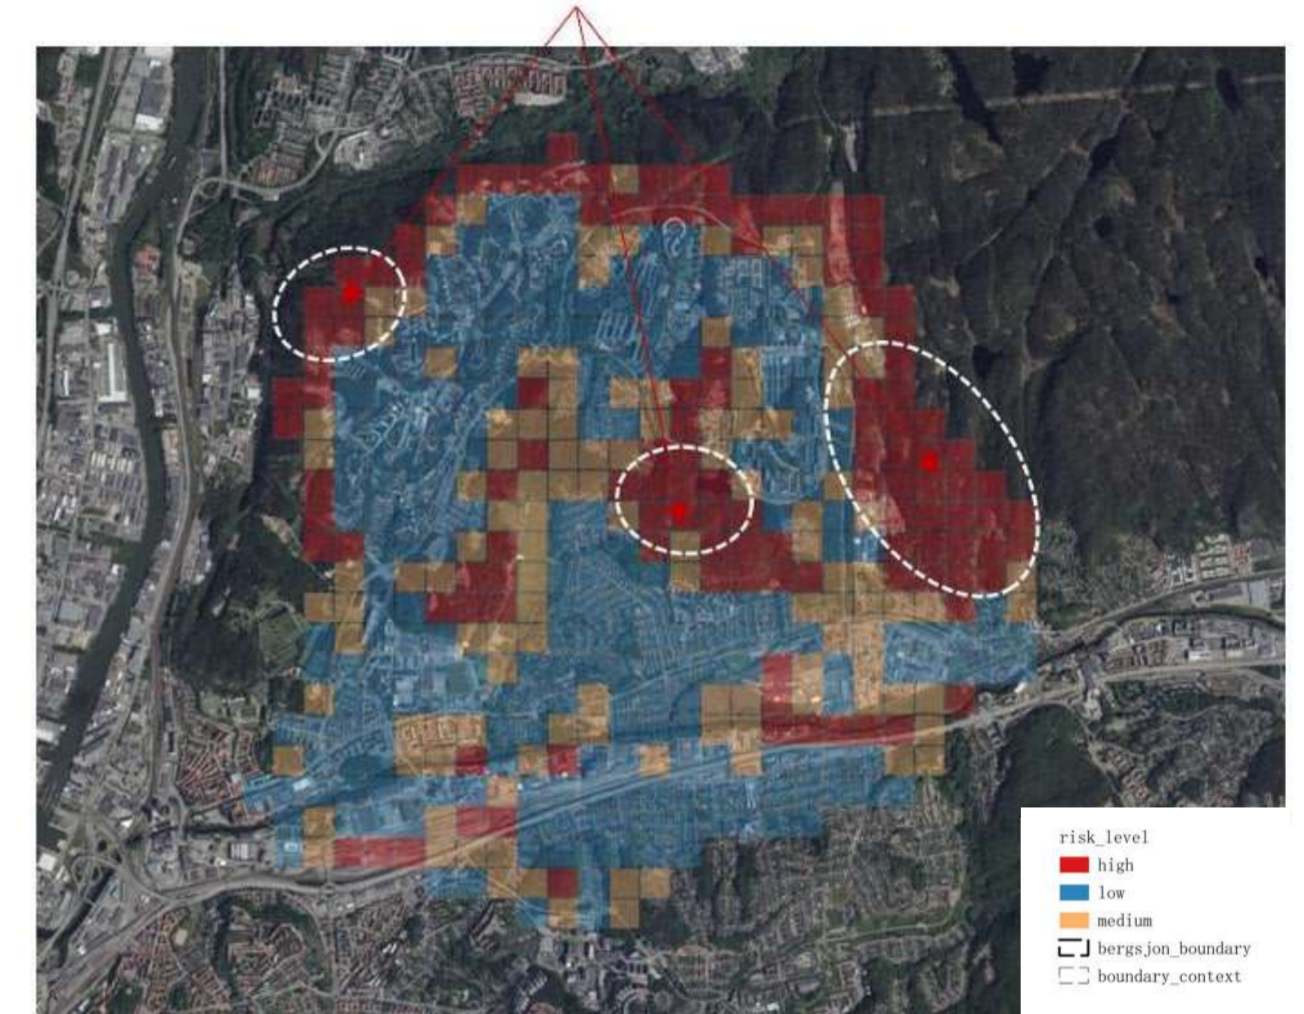 risk_level
high
low
medium
bergsjon_boundary
boundary_context